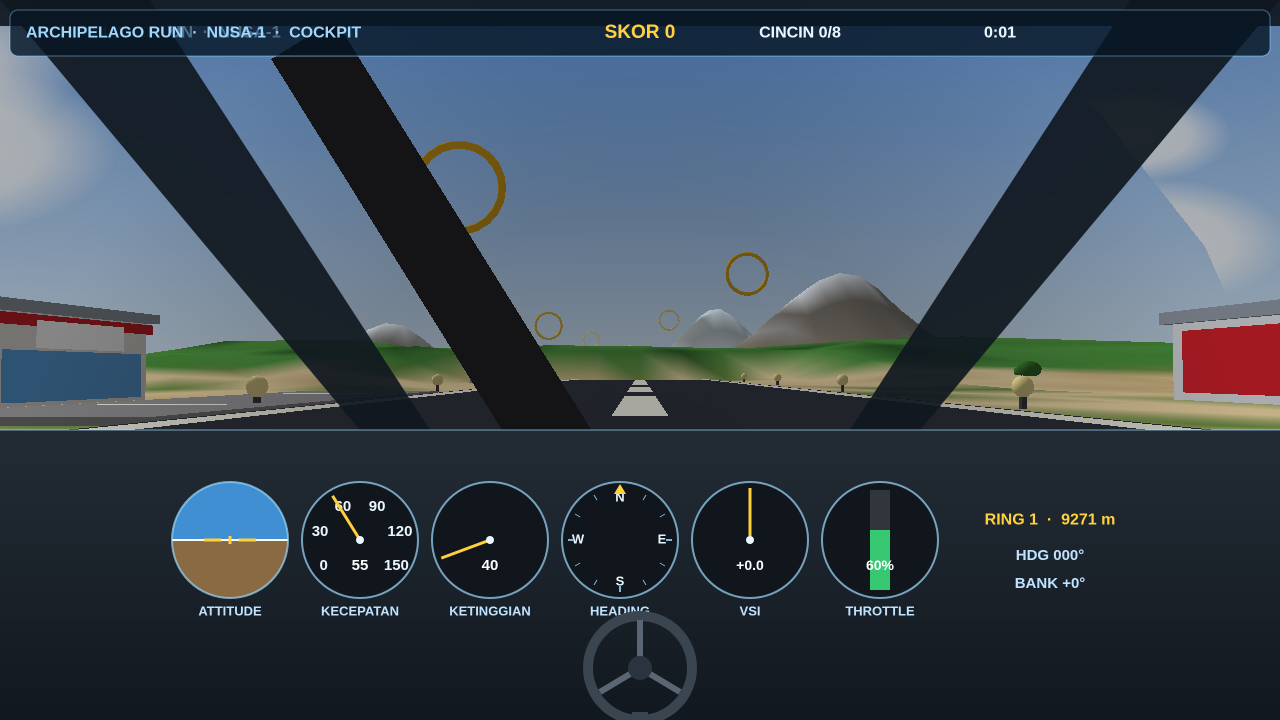 ARCHIPELAGO RUN · NUSA-1 · COCKPIT
SKOR 0
CINCIN 0/8
0:01
60 90
30 120
0 55 150
40
N
W E
S
+0.0
60%
ATTITUDE
KECEPATAN
KETINGGIAN
HEADING
VSI
THROTTLE
RING 1 · 9271 m
HDG 000°
BANK +0°